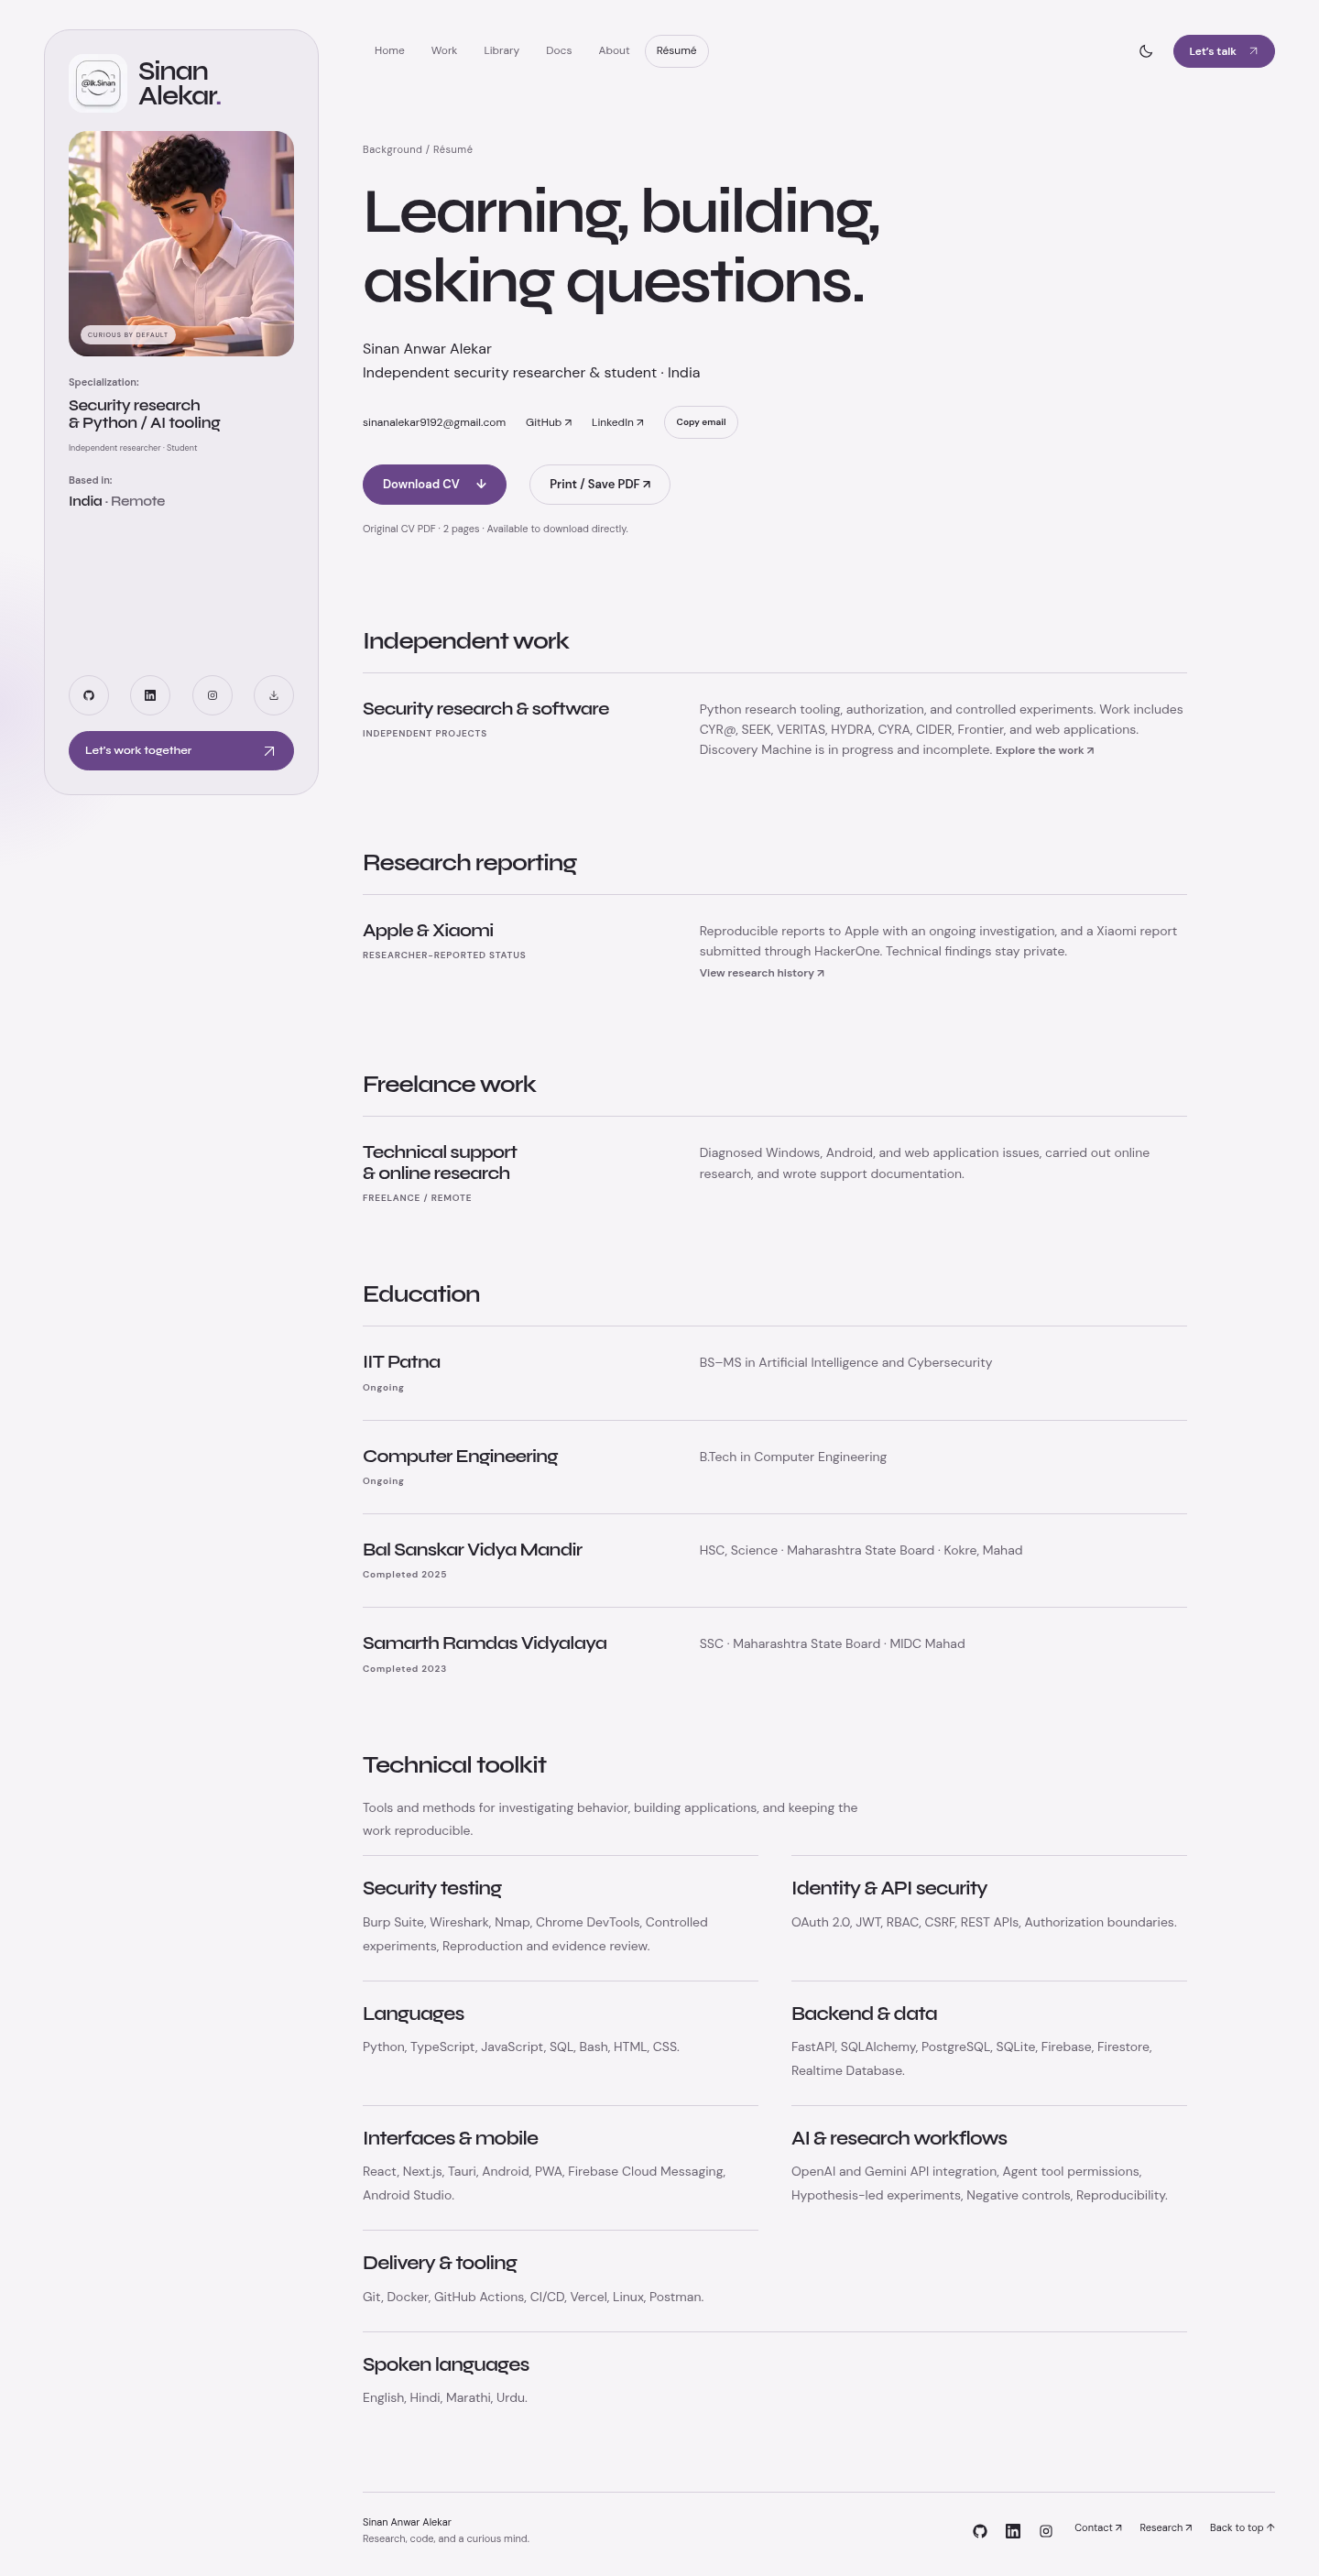 @ik.Sinan
Sinan
Alekar.
CURIOUS BY DEFAULT
Specialization:
Security research
& Python / AI tooling
Independent researcher · Student
Based in:
India · Remote
Let's work together
Home Work Library Docs About Résumé
Let's talk
Background / Résumé
Learning, building,
asking questions.
Sinan Anwar Alekar
Independent security researcher & student · India
sinanalekar9192@gmail.com GitHub LinkedIn Copy email
Download CV Print / Save PDF
Original CV PDF · 2 pages · Available to download directly.
Independent work
Security research & software
INDEPENDENT PROJECTS
Python research tooling, authorization, and controlled experiments. Work includes
CYR@, SEEK, VERITAS, HYDRA, CYRA, CIDER, Frontier, and web applications.
Discovery Machine is in progress and incomplete. Explore the work
Research reporting
Apple & Xiaomi
RESEARCHER-REPORTED STATUS
Reproducible reports to Apple with an ongoing investigation, and a Xiaomi report
submitted through HackerOne. Technical findings stay private.
View research history
Freelance work
Technical support
& online research
FREELANCE / REMOTE
Diagnosed Windows, Android, and web application issues, carried out online
research, and wrote support documentation.
Education
IIT Patna
Ongoing
BS–MS in Artificial Intelligence and Cybersecurity
Computer Engineering
Ongoing
B.Tech in Computer Engineering
Bal Sanskar Vidya Mandir
Completed 2025
HSC, Science · Maharashtra State Board · Kokre, Mahad
Samarth Ramdas Vidyalaya
Completed 2023
SSC · Maharashtra State Board · MIDC Mahad
Technical toolkit
Tools and methods for investigating behavior, building applications, and keeping the
work reproducible.
Security testing
Burp Suite, Wireshark, Nmap, Chrome DevTools, Controlled
experiments, Reproduction and evidence review.
Identity & API security
OAuth 2.0, JWT, RBAC, CSRF, REST APIs, Authorization boundaries.
Languages
Python, TypeScript, JavaScript, SQL, Bash, HTML, CSS.
Backend & data
FastAPI, SQLAlchemy, PostgreSQL, SQLite, Firebase, Firestore,
Realtime Database.
Interfaces & mobile
React, Next.js, Tauri, Android, PWA, Firebase Cloud Messaging,
Android Studio.
AI & research workflows
OpenAI and Gemini API integration, Agent tool permissions,
Hypothesis-led experiments, Negative controls, Reproducibility.
Delivery & tooling
Git, Docker, GitHub Actions, CI/CD, Vercel, Linux, Postman.
Spoken languages
English, Hindi, Marathi, Urdu.
Sinan Anwar Alekar
Research, code, and a curious mind.
Contact Research Back to top